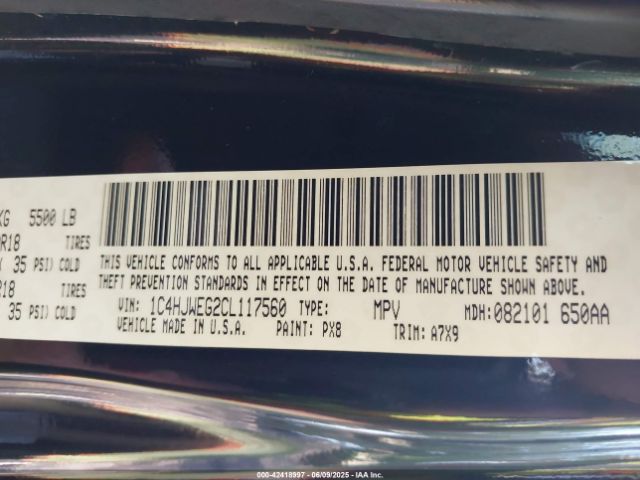 KG 5500 LB
R18 TIRES
35 PSI) COLD
R18 TIRES
35 PSI) COLD
THIS VEHICLE CONFORMS TO ALL APPLICABLE U.S.A. FEDERAL MOTOR VEHICLE SAFETY AND
THEFT PREVENTION STANDARDS IN EFFECT ON THE DATE OF MANUFACTURE SHOWN ABOVE.
VIN: 1C4HJWEG2CL117560 TYPE: MPV MDH: 082101 650AA
VEHICLE MADE IN U.S.A. PAINT: PX8 TRIM: A7X9
000-42418997 - 06/09/2025 - IAA Inc.